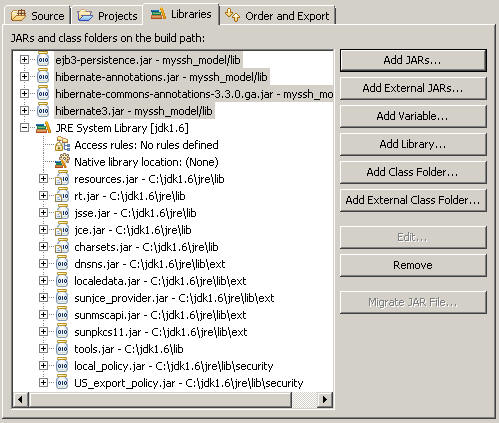 Source Projects Libraries Order and Export
JARs and class folders on the build path:
ejb3-persistence.jar - myssh_model/lib
hibernate-annotations.jar - myssh_model/lib
hibernate-commons-annotations-3.3.0.ga.jar - myssh_mo
hibernate3.jar - myssh_model/lib
JRE System Library [jdk1.6]
Access rules: No rules defined
Native library location: (None)
resources.jar - C:\jdk1.6\jre\lib
rt.jar - C:\jdk1.6\jre\lib
jsse.jar - C:\jdk1.6\jre\lib
jce.jar - C:\jdk1.6\jre\lib
charsets.jar - C:\jdk1.6\jre\lib
dnsns.jar - C:\jdk1.6\jre\lib\ext
localedata.jar - C:\jdk1.6\jre\lib\ext
sunjce_provider.jar - C:\jdk1.6\jre\lib\ext
sunmscapi.jar - C:\jdk1.6\jre\lib\ext
sunpkcs11.jar - C:\jdk1.6\jre\lib\ext
tools.jar - C:\jdk1.6\lib
local_policy.jar - C:\jdk1.6\jre\lib\security
US_export_policy.jar - C:\jdk1.6\jre\lib\security
Add JARs...
Add External JARs...
Add Variable...
Add Library...
Add Class Folder...
Add External Class Folder...
Edit...
Remove
Migrate JAR File...